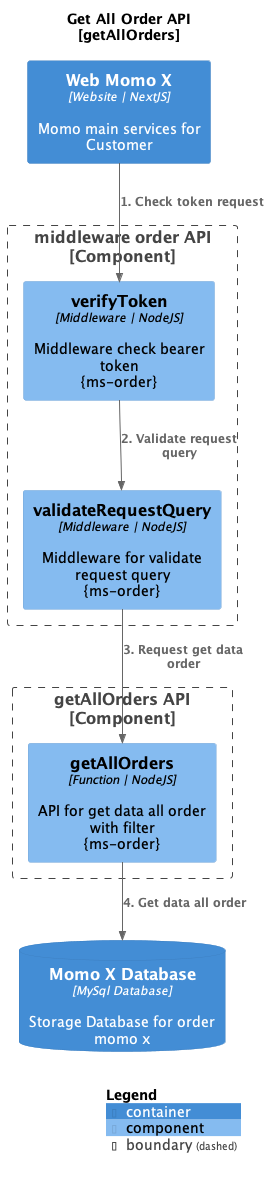 Get All Order API
[getAllOrders]
Web Momo X
[Website | NextJS]
Momo main services for
Customer
1. Check token request
middleware order API
[Component]
verifyToken
[Middleware | NodeJS]
Middleware check bearer
token
{ms-order}
2. Validate request
query
validateRequestQuery
[Middleware | NodeJS]
Middleware for validate
request query
{ms-order}
3. Request get data
order
getAllOrders API
[Component]
getAllOrders
[Function | NodeJS]
API for get data all order
with filter
{ms-order}
4. Get data all order
Momo X Database
[MySql Database]
Storage Database for order
momo x
Legend
container
component
boundary (dashed)